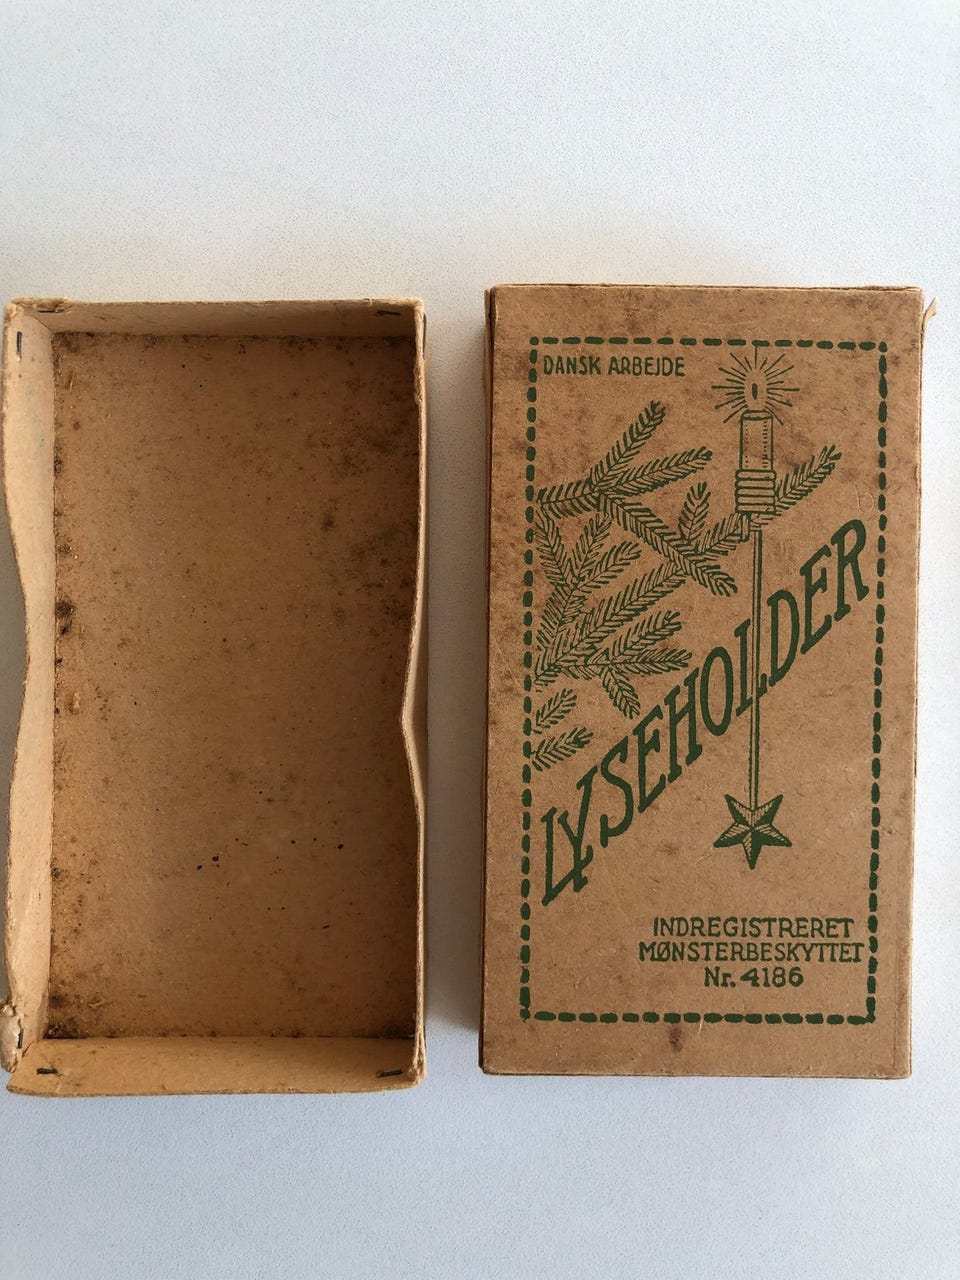 DANSK ARBEJDE
LYSEHOLDER
INDREGISTRERET
MØNSTERBESKYTTET
Nr. 4186